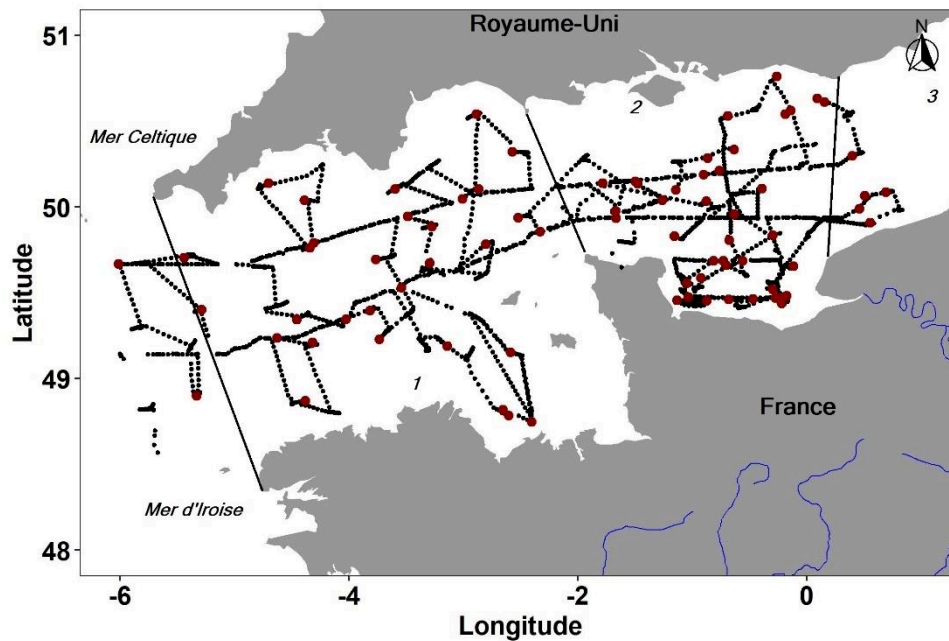 Royaume-Uni
N
51
2
3
Mer Celtique
50
Latitude
49
1
France
Mer d'Iroise
48
-6 -4 -2 0
Longitude